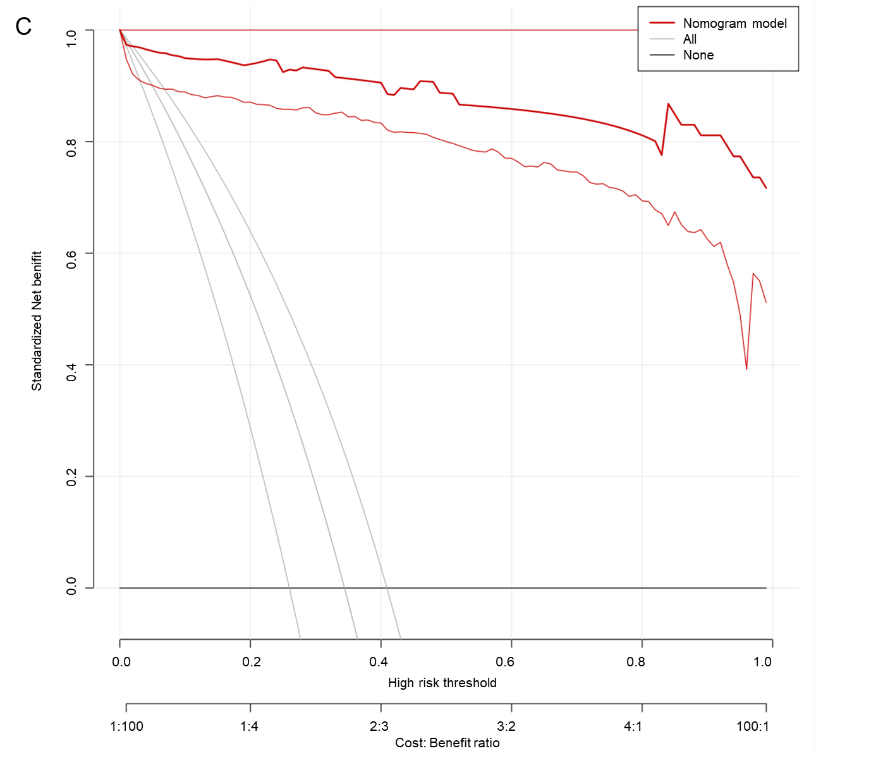 C
Nomogram model
All
None
1.0
0.8
0.6
0.4
0.2
0.0
Standardized Net benifit
0.0 0.2 0.4 0.6 0.8 1.0
High risk threshold
1:100 1:4 2:3 3:2 4:1 100:1
Cost: Benefit ratio